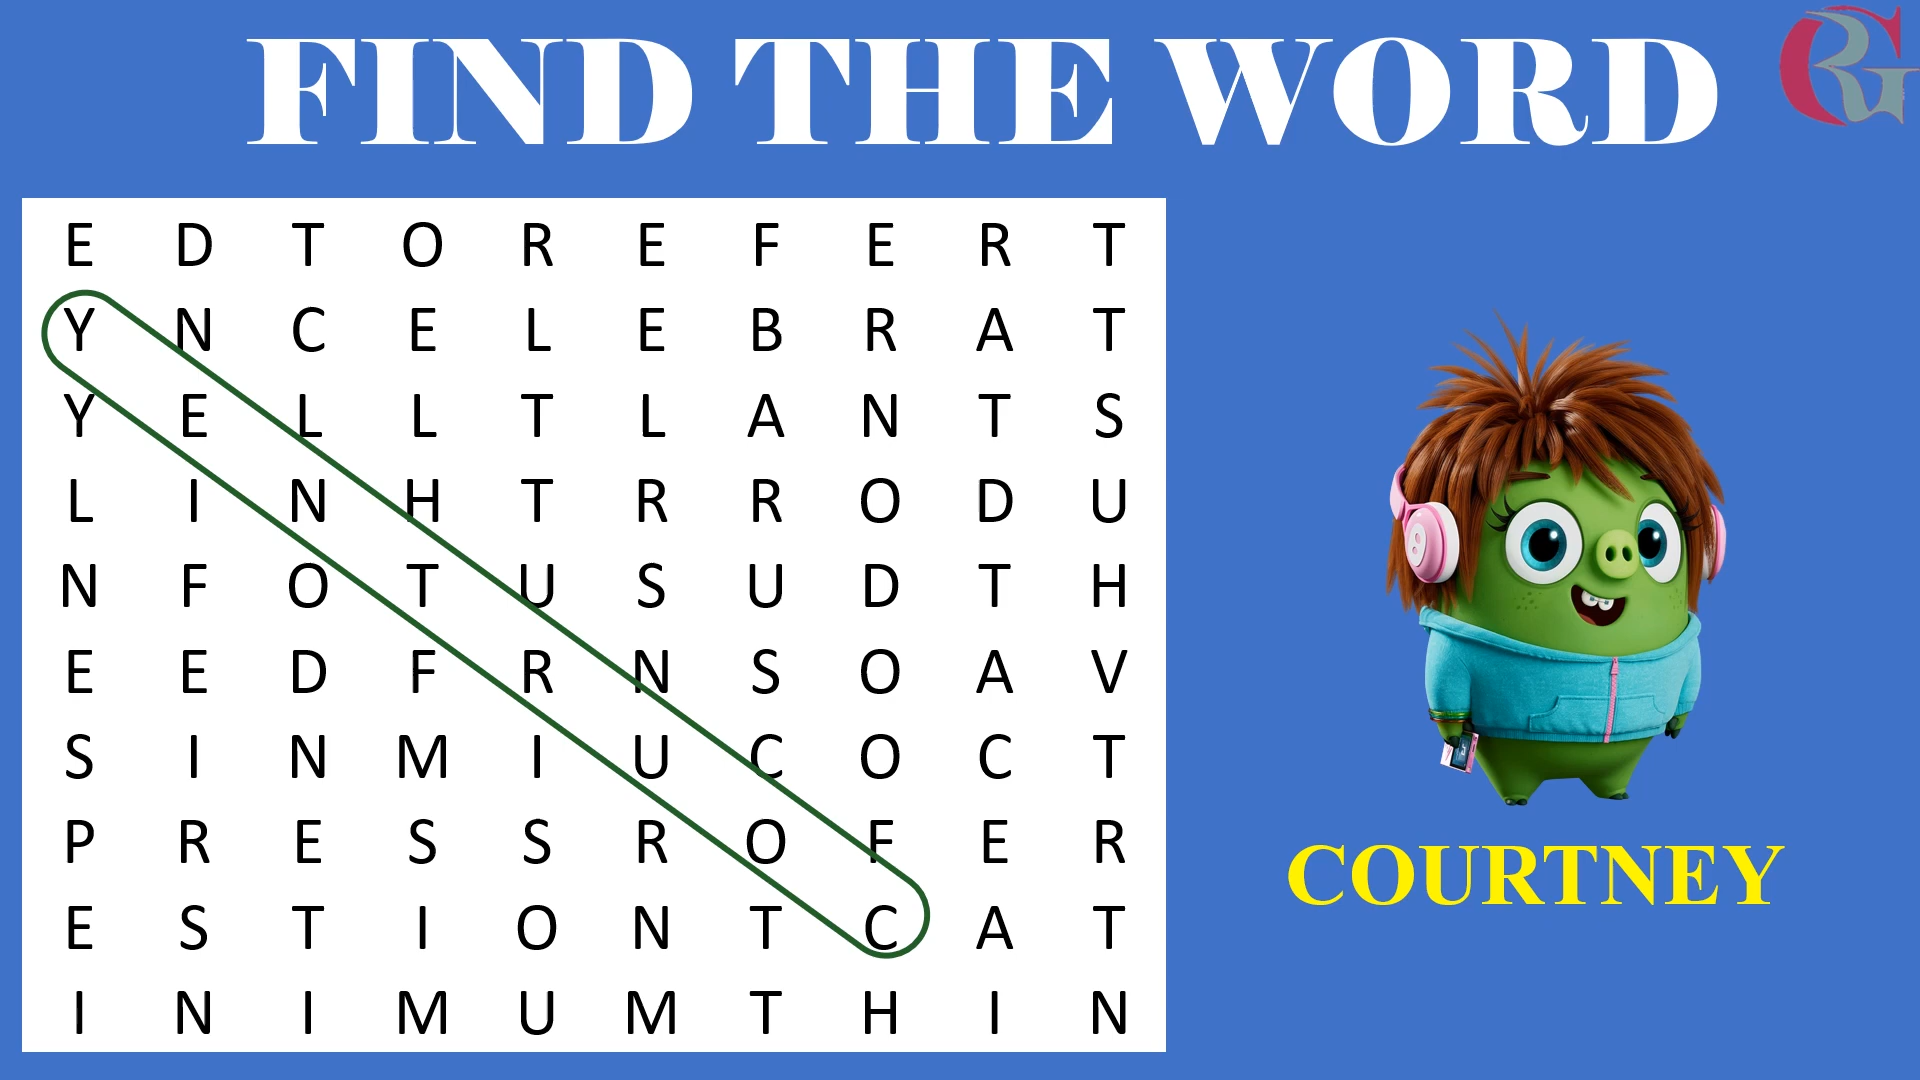 FIND THE WORD
E D T O R E F E R T
Y N C E L E B R A T
Y E L L T L A N T S
L I N H T R R O D U
N F O T U S U D T H
E E D F R N S O A V
S I N M I U C O C T
P R E S S R O F E R
E S T I O N T C A T
I N I M U M T H I N
COURTNEY